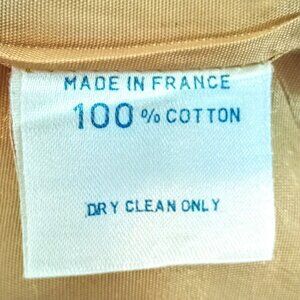 MADE IN FRANCE
100 % COTTON
DRY CLEAN ONLY